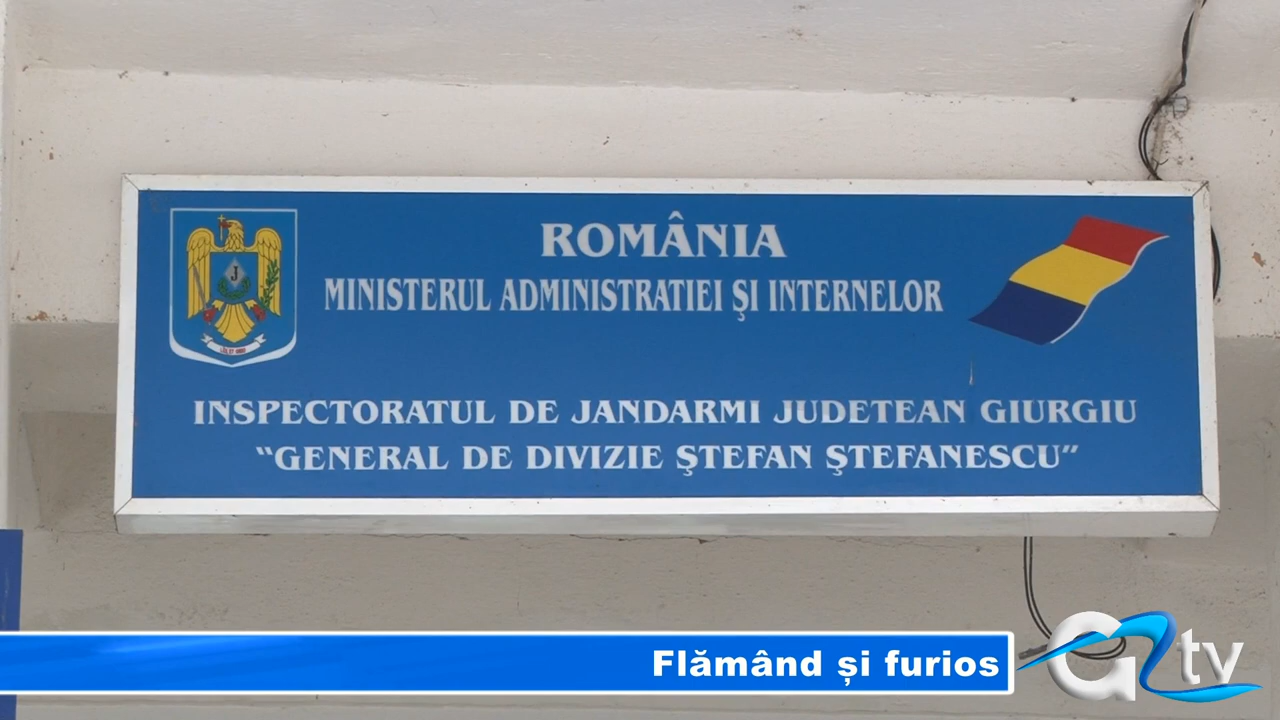 ROMÂNIA
MINISTERUL ADMINISTRATIEI ŞI INTERNELOR
J
INSPECTORATUL DE JANDARMI JUDETEAN GIURGIU
“GENERAL DE DIVIZIE ŞTEFAN ŞTEFANESCU”
Flămând și furios
G2 tv